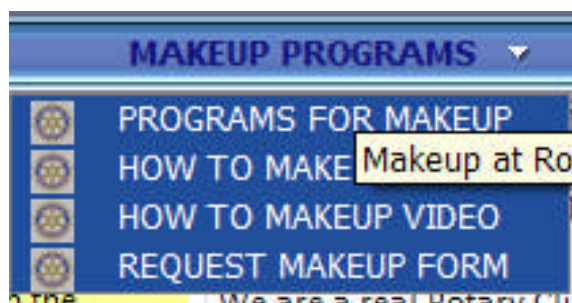 MAKEUP PROGRAMS
PROGRAMS FOR MAKEUP
HOW TO MAKE
Makeup at Ro
HOW TO MAKEUP VIDEO
REQUEST MAKEUP FORM
the
We are a real Rotary